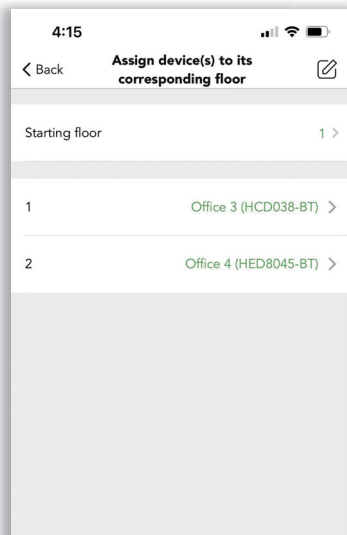 4:15
Back
Assign device(s) to its
corresponding floor
Starting floor 1
1 Office 3 (HCD038-BT)
2 Office 4 (HED8045-BT)